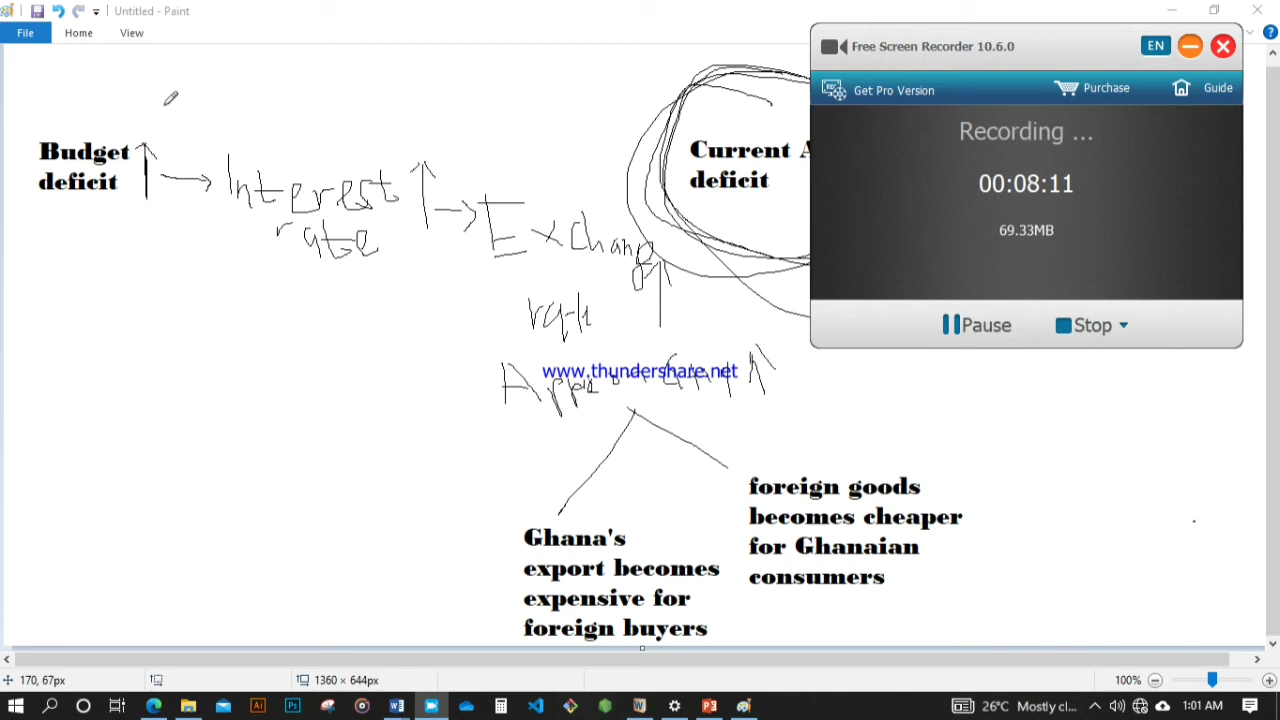 Untitled - Paint
File Home View
Free Screen Recorder 10.6.0
EN
Get Pro Version
Purchase
Guide
Recording ...
00:08:11
69.33MB
Pause
Stop
Budget
deficit
Interest
rate
Exchang
Current A
deficit
www.thundershare.net
Ghana's
export becomes
expensive for
foreign buyers
foreign goods
becomes cheaper
for Ghanaian
consumers
170, 67px
1360 × 644px
100%
26°C Mostly cl...
1:01 AM